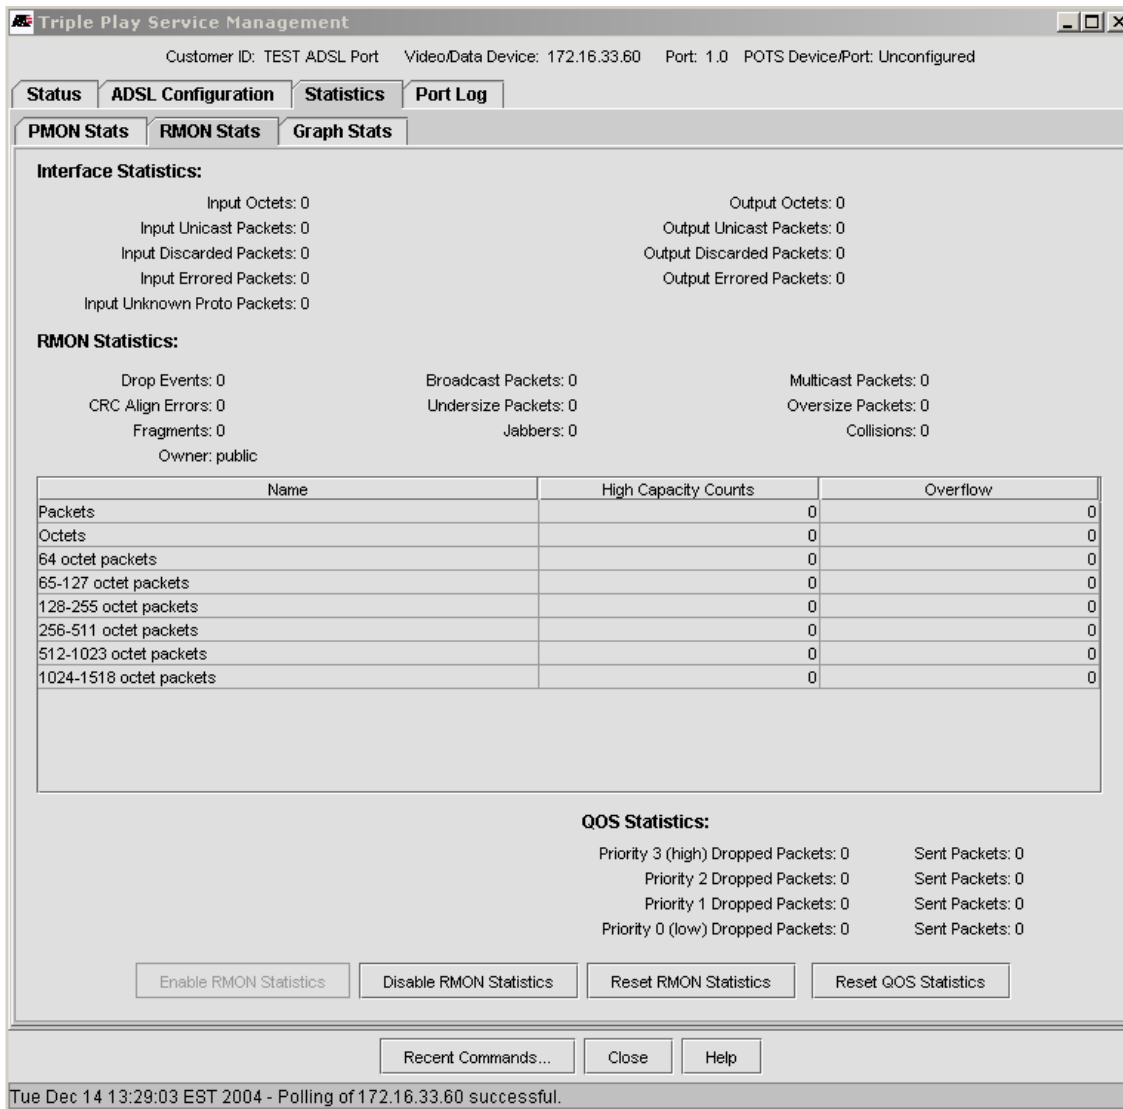 Triple Play Service Management
Customer ID: TEST ADSL Port Video/Data Device: 172.16.33.60 Port: 1.0 POTS Device/Port: Unconfigured
Status ADSL Configuration Statistics Port Log
PMON Stats RMON Stats Graph Stats
Interface Statistics:
Input Octets: 0 Output Octets: 0
Input Unicast Packets: 0 Output Unicast Packets: 0
Input Discarded Packets: 0 Output Discarded Packets: 0
Input Errored Packets: 0 Output Errored Packets: 0
Input Unknown Proto Packets: 0
RMON Statistics:
Drop Events: 0 Broadcast Packets: 0 Multicast Packets: 0
CRC Align Errors: 0 Undersize Packets: 0 Oversize Packets: 0
Fragments: 0 Jabbers: 0 Collisions: 0
Owner: public
Name High Capacity Counts Overflow
Packets 0 0
Octets 0 0
64 octet packets 0 0
65-127 octet packets 0 0
128-255 octet packets 0 0
256-511 octet packets 0 0
512-1023 octet packets 0 0
1024-1518 octet packets 0 0
QOS Statistics:
Priority 3 (high) Dropped Packets: 0 Sent Packets: 0
Priority 2 Dropped Packets: 0 Sent Packets: 0
Priority 1 Dropped Packets: 0 Sent Packets: 0
Priority 0 (low) Dropped Packets: 0 Sent Packets: 0
Enable RMON Statistics Disable RMON Statistics Reset RMON Statistics Reset QOS Statistics
Recent Commands... Close Help
Tue Dec 14 13:29:03 EST 2004 - Polling of 172.16.33.60 successful.